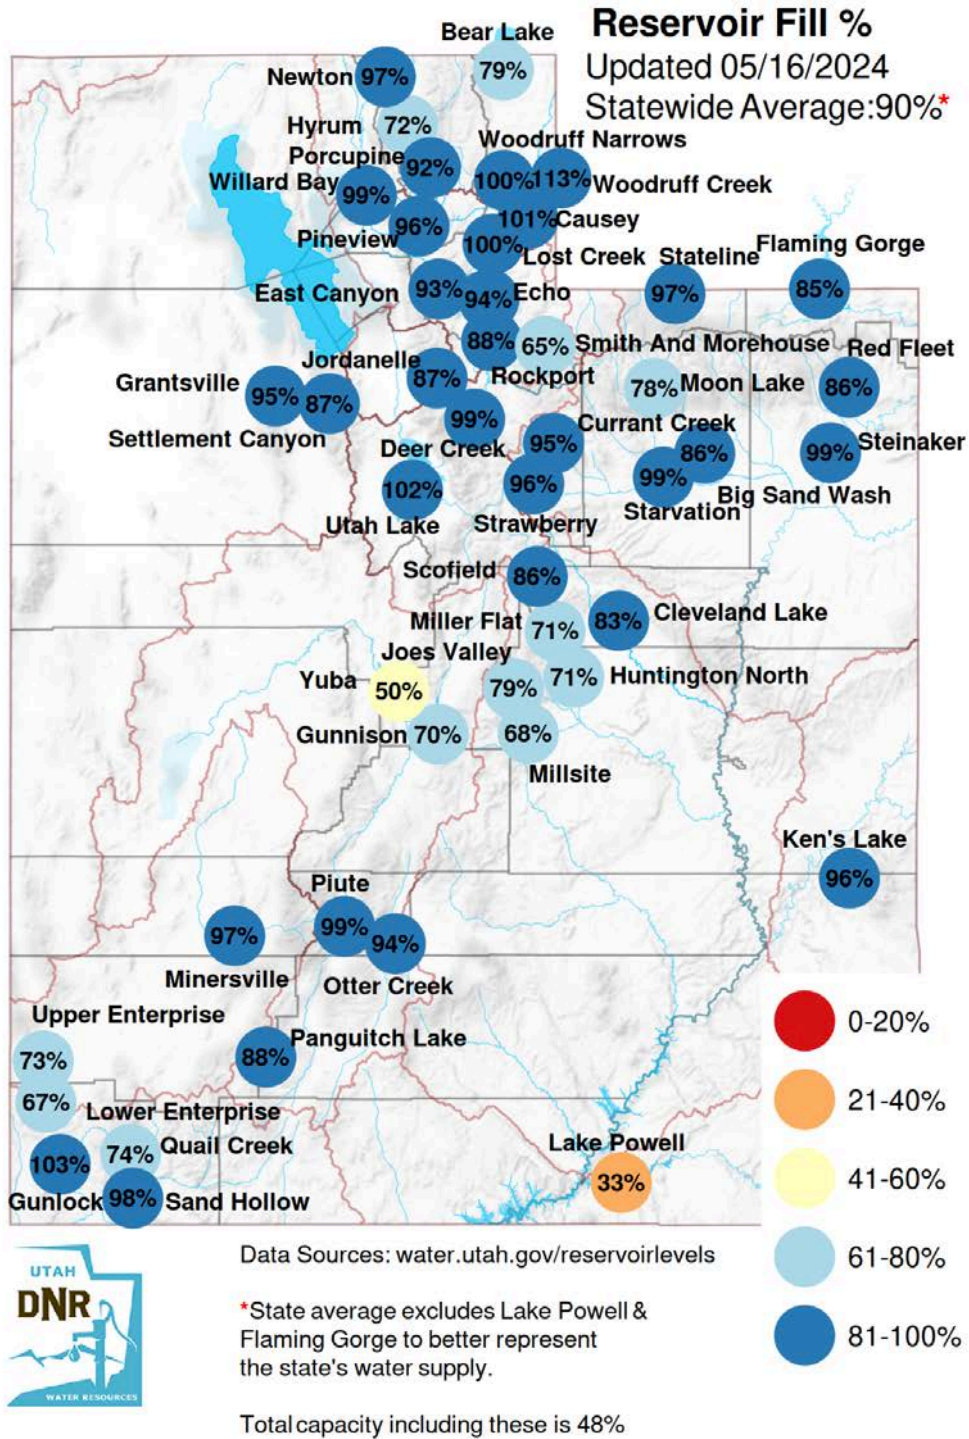 Reservoir Fill %
Updated 05/16/2024
Statewide Average:90%*
Bear Lake
79%
Newton 97%
Hyrum 72%
Porcupine 92%
Willard Bay 99%
Pineview 96%
Woodruff Narrows
100% 113% Woodruff Creek
101% Causey
100% Lost Creek
Stateline
97%
Flaming Gorge
85%
East Canyon 93%
94% Echo
88% Rockport
65% Smith And Morehouse
Red Fleet
86%
78% Moon Lake
Jordanelle
87%
Grantsville 95%
87%
Settlement Canyon
99%
Deer Creek
Currant Creek
95%
86%
Big Sand Wash
99% Steinaker
99%
Starvation
102%
Utah Lake
96%
Strawberry
Scofield 86%
83% Cleveland Lake
Miller Flat 71%
Joes Valley
79%
71% Huntington North
Yuba 50%
Gunnison 70%
68%
Millsite
Ken's Lake
96%
Piute
99%
94%
Otter Creek
97%
Minersville
Upper Enterprise
73%
Panguitch Lake
88%
67% Lower Enterprise
74% Quail Creek
103%
Gunlock
98% Sand Hollow
Lake Powell
33%
0-20%
21-40%
41-60%
61-80%
81-100%
UTAH
DNR
WATER RESOURCES
Data Sources: water.utah.gov/reservoirlevels
*State average excludes Lake Powell &
Flaming Gorge to better represent
the state's water supply.
Total capacity including these is 48%